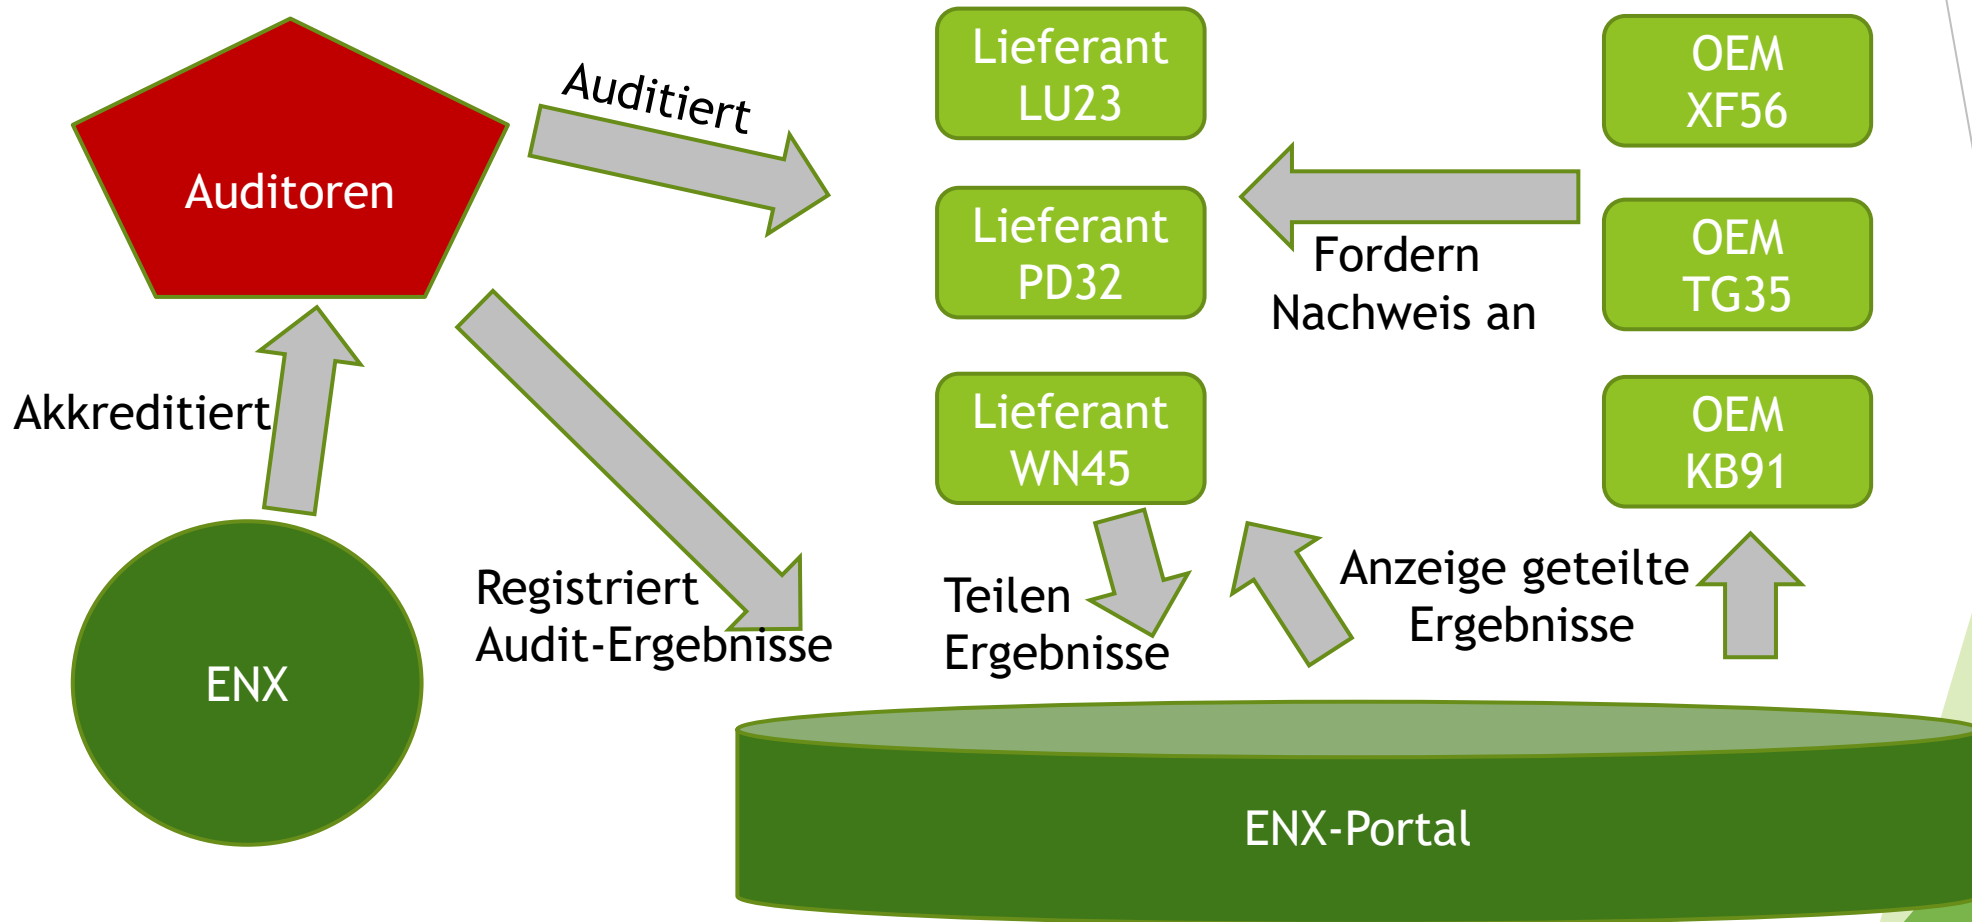 Auditoren
Auditiert
Akkreditiert
ENX
Registriert
Audit-Ergebnisse
Lieferant
LU23
Lieferant
PD32
Lieferant
WN45
Fordern
Nachweis an
OEM
XF56
OEM
TG35
OEM
KB91
Teilen
Ergebnisse
Anzeige geteilte
Ergebnisse
ENX-Portal